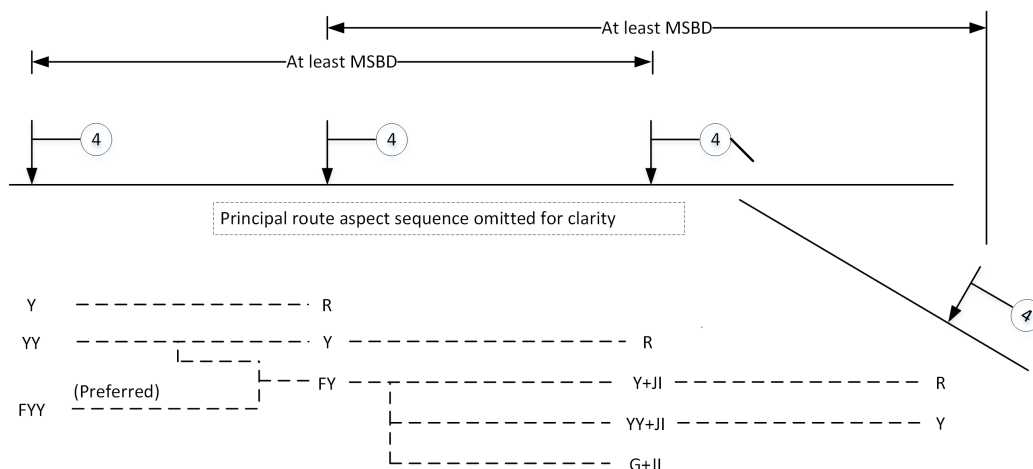 At least MSBD
At least MSBD
4 4 4
Principal route aspect sequence omitted for clarity
4
Y R
YY Y R
(Preferred) FY Y+JI R
FYY
YY+JI Y
G+JI